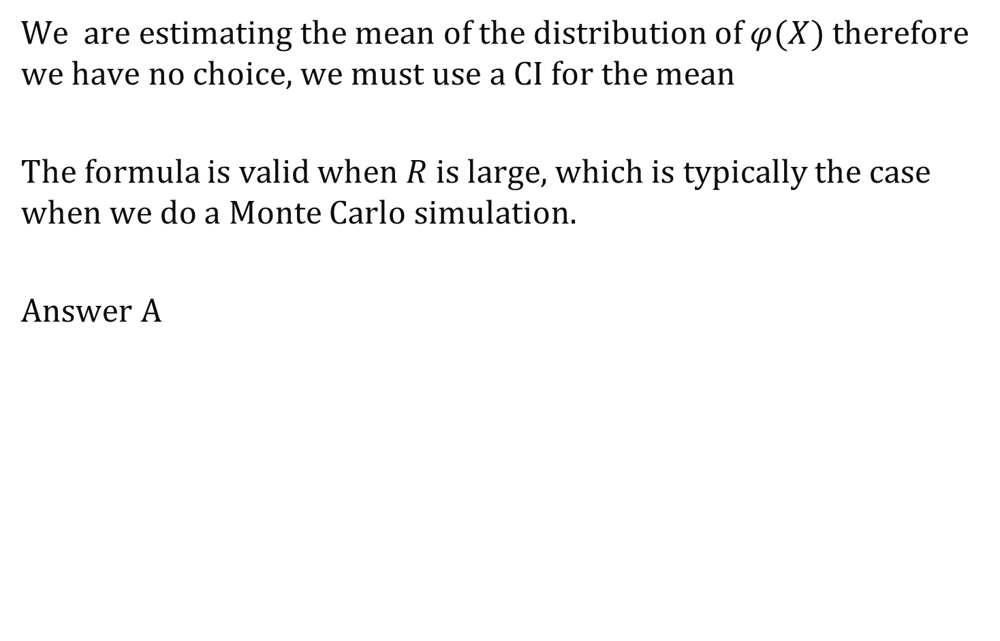 We  are estimating the mean of the distribution of φ(X) therefore
we have no choice, we must use a CI for the mean
The formula is valid when R is large, which is typically the case
when we do a Monte Carlo simulation.
Answer A